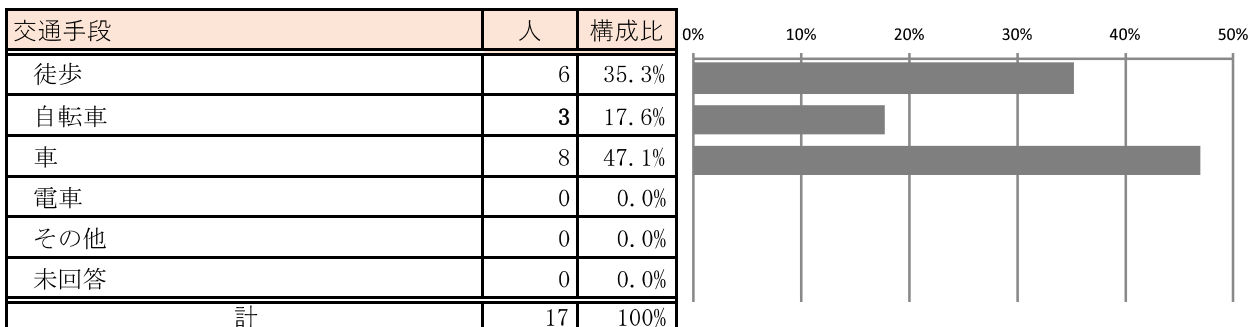 交通手段 人 構成比 0% 10% 20% 30% 40% 50%
徒歩 6 35.3%
自転車 3 17.6%
車 8 47.1%
電車 0 0.0%
その他 0 0.0%
未回答 0 0.0%
計 17 100%